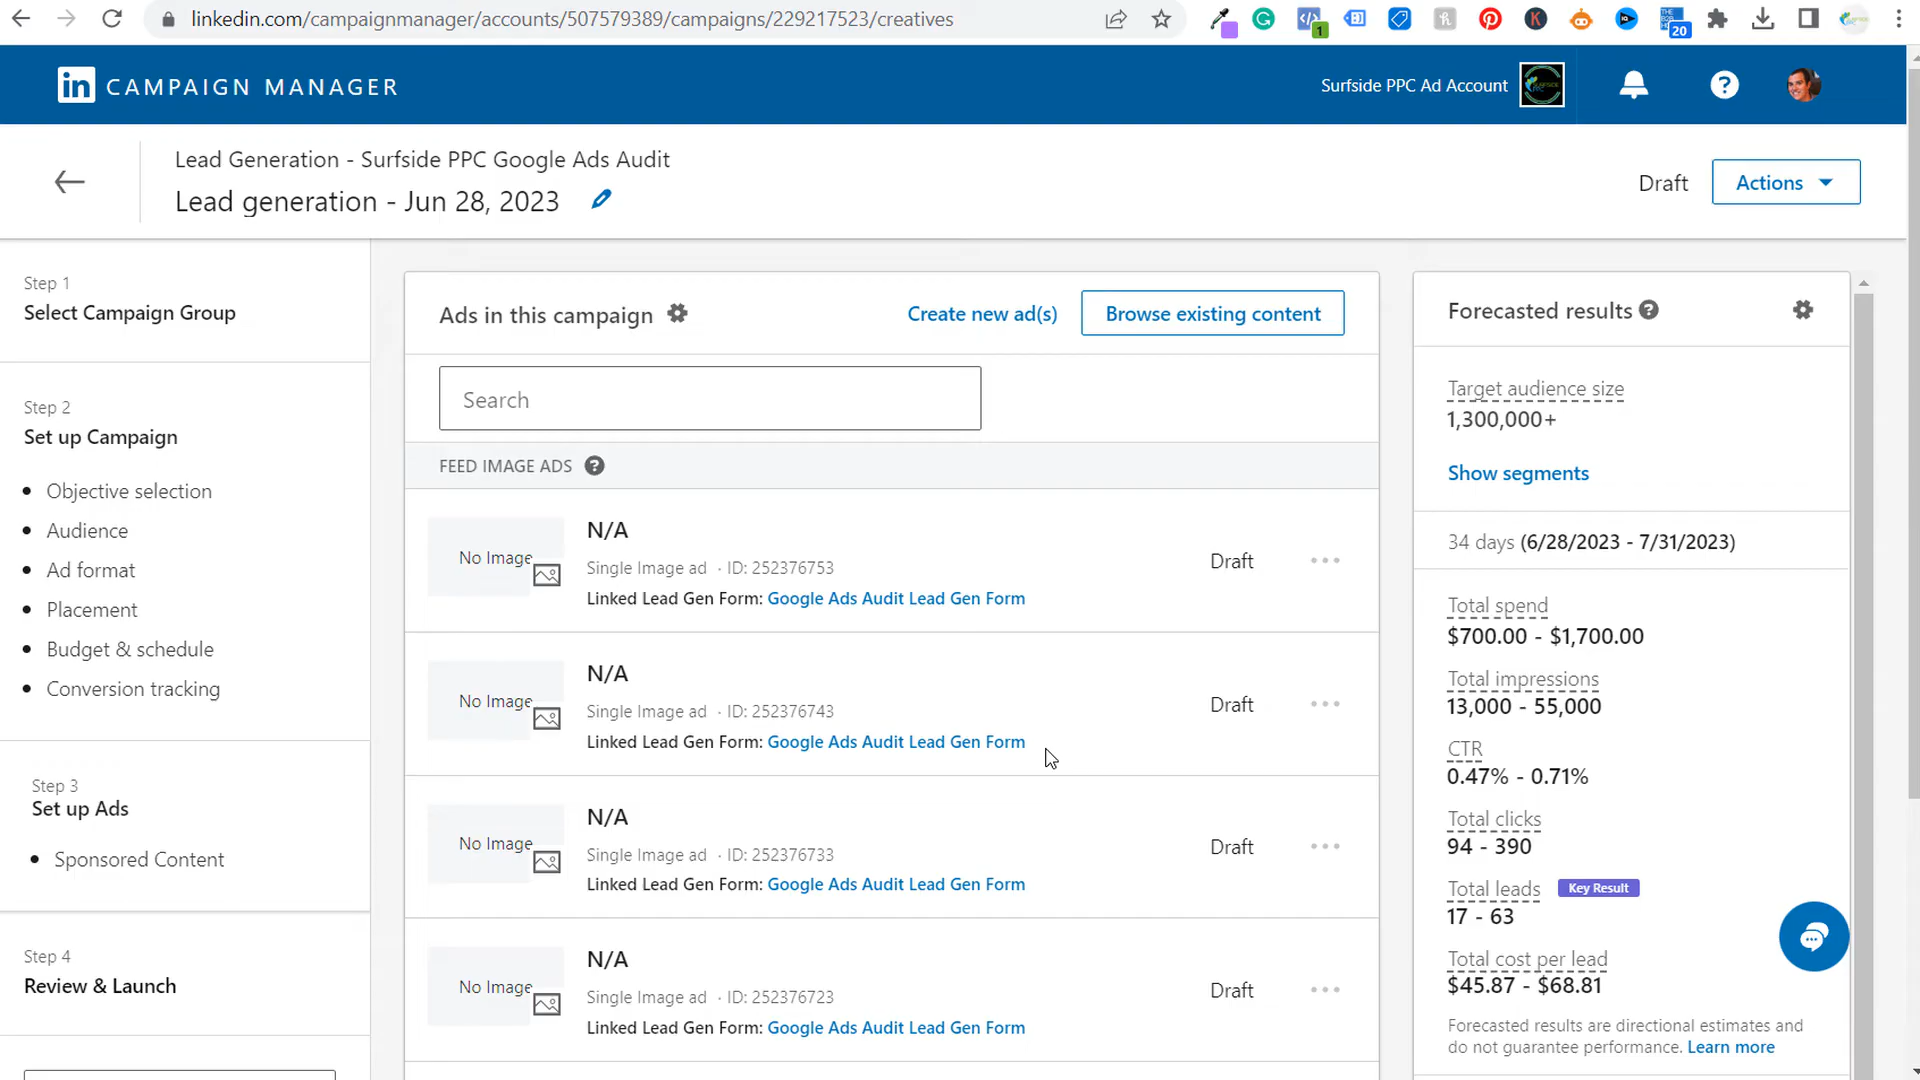 linkedin.com/campaignmanager/accounts/507579389/campaigns/229217523/creatives
1
20
in CAMPAIGN MANAGER
Surfside PPC Ad Account
Lead Generation - Surfside PPC Google Ads Audit
Lead generation - Jun 28, 2023
Draft
Actions
Step 1
Select Campaign Group
Step 2
Set up Campaign
Objective selection
Audience
Ad format
Placement
Budget & schedule
Conversion tracking
Step 3
Set up Ads
Sponsored Content
Step 4
Review & Launch
Ads in this campaign
Create new ad(s)
Browse existing content
Search
FEED IMAGE ADS
No Image
N/A
Single Image ad · ID: 252376753
Linked Lead Gen Form: Google Ads Audit Lead Gen Form
Draft
No Image
N/A
Single Image ad · ID: 252376743
Linked Lead Gen Form: Google Ads Audit Lead Gen Form
Draft
No Image
N/A
Single Image ad · ID: 252376733
Linked Lead Gen Form: Google Ads Audit Lead Gen Form
Draft
No Image
N/A
Single Image ad · ID: 252376723
Linked Lead Gen Form: Google Ads Audit Lead Gen Form
Draft
Forecasted results
Target audience size
1,300,000+
Show segments
34 days (6/28/2023 - 7/31/2023)
Total spend
$700.00 - $1,700.00
Total impressions
13,000 - 55,000
CTR
0.47% - 0.71%
Total clicks
94 - 390
Total leads Key Result
17 - 63
Total cost per lead
$45.87 - $68.81
Forecasted results are directional estimates and
do not guarantee performance. Learn more